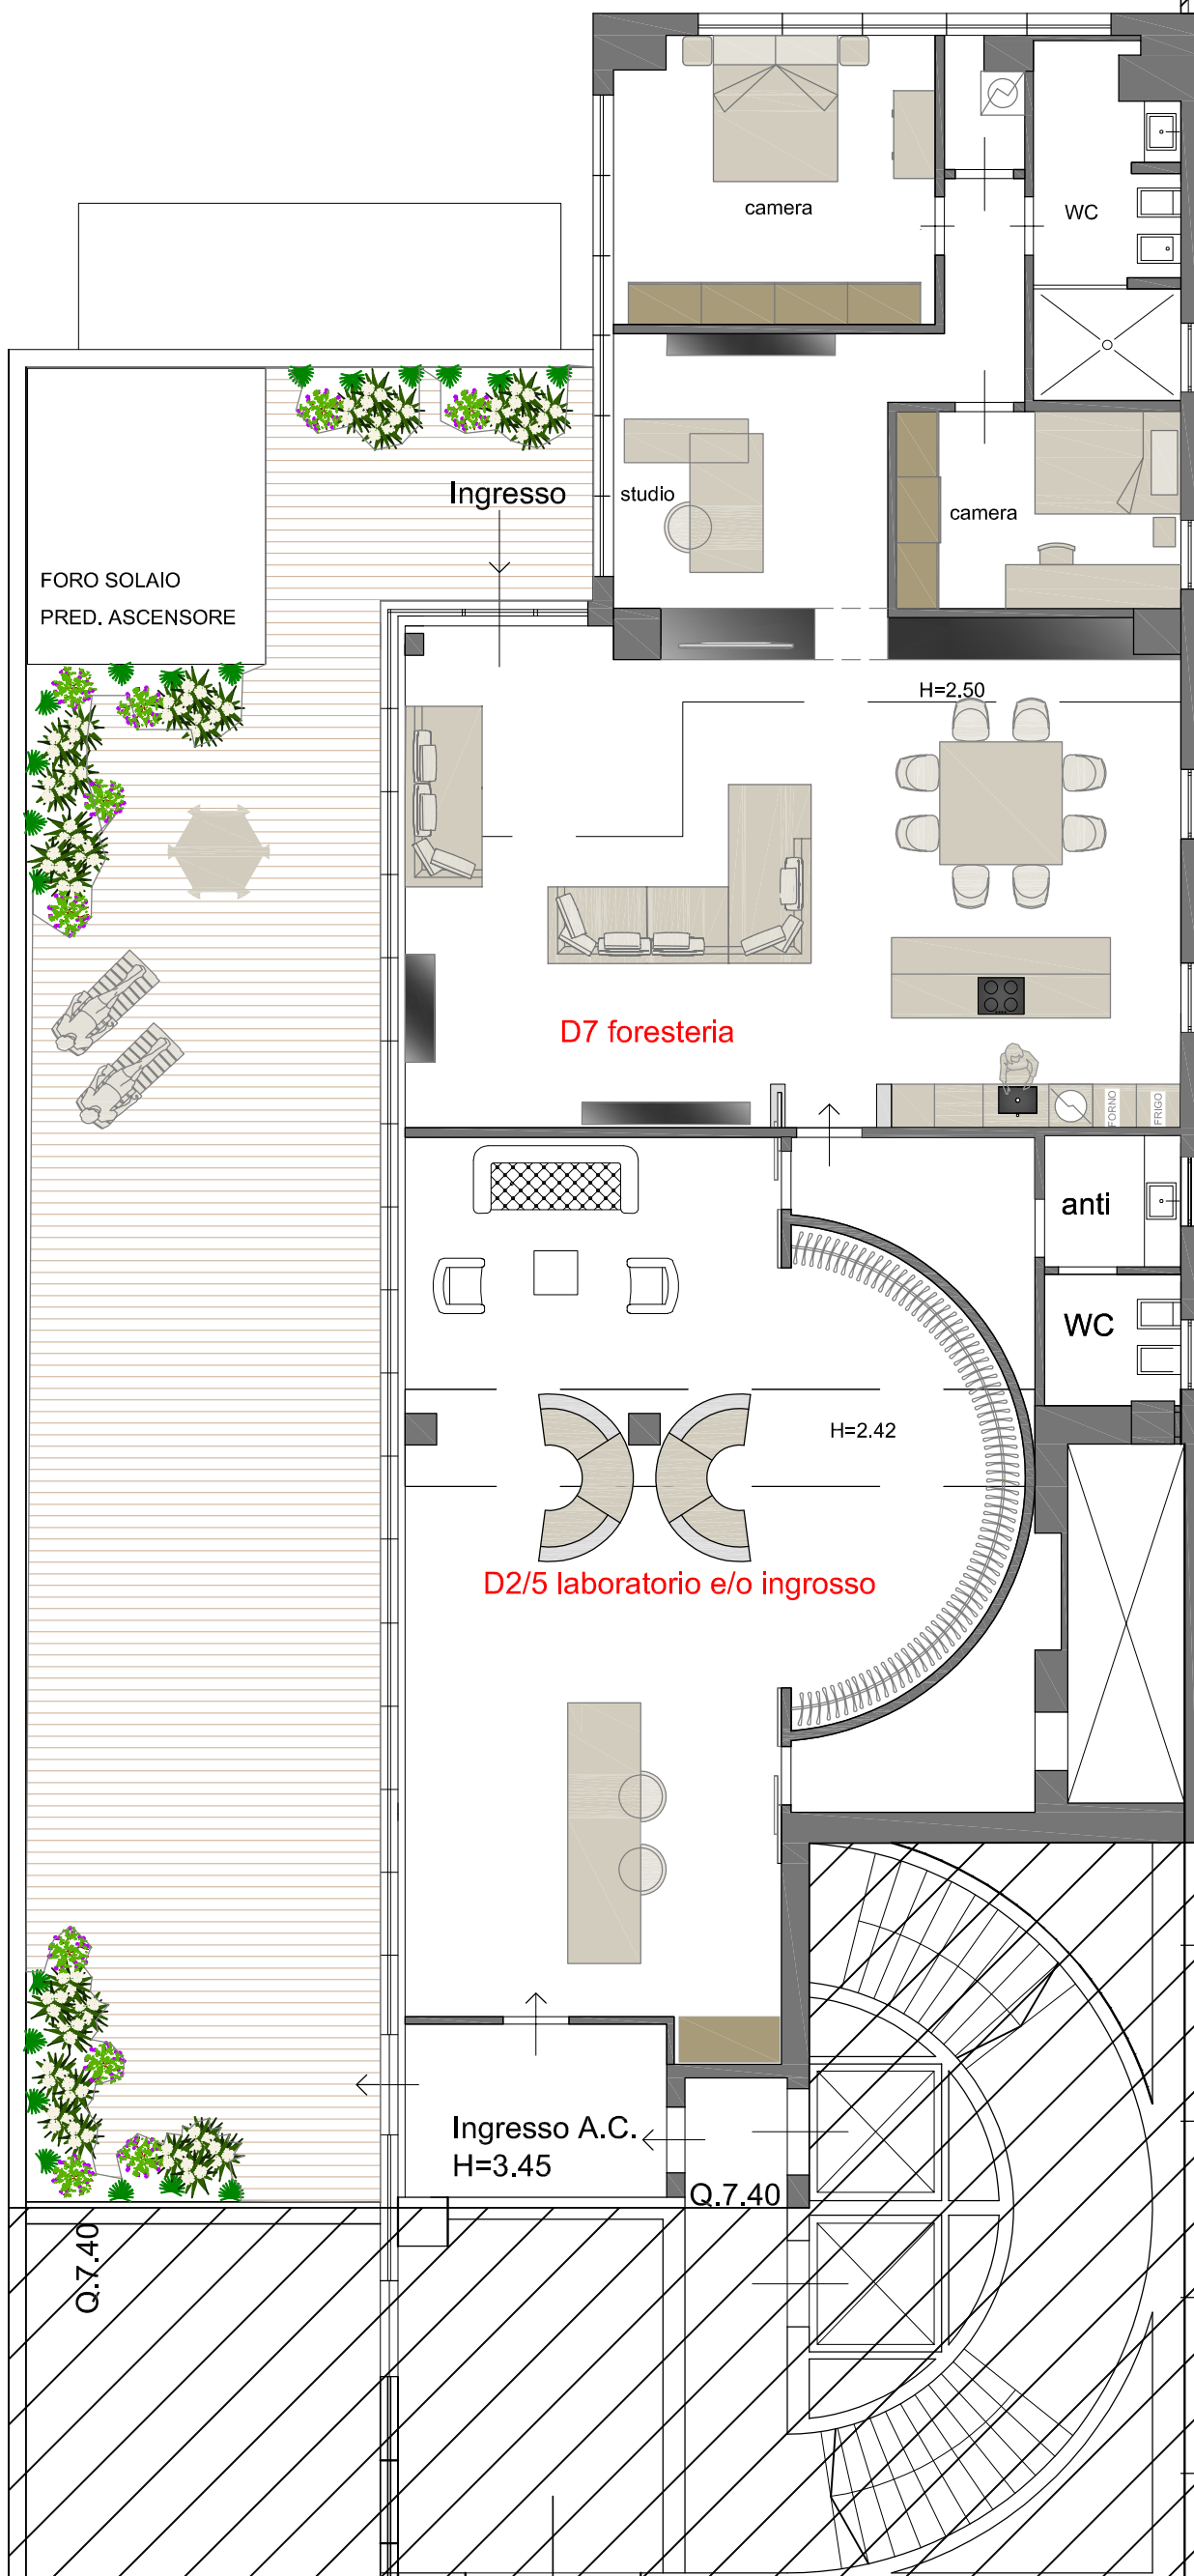 camera
WC
Ingresso
studio
camera
FORO SOLAIO
PRED. ASCENSORE
H=2.50
D7 foresteria
FORNO
FRIGO
anti
WC
H=2.42
D2/5 laboratorio e/o ingrosso
Ingresso A.C.
H=3.45
Q.7.40
Q.7.40